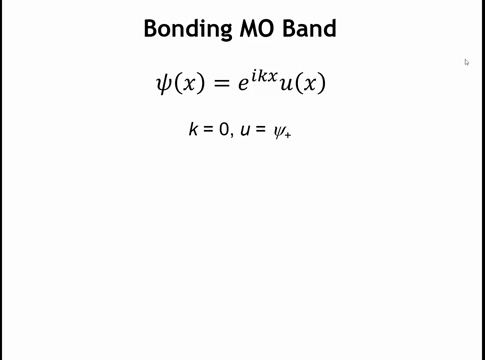 Bonding MO Band
ψ(x) = e^{ikx}u(x)
k = 0, u = ψ₊